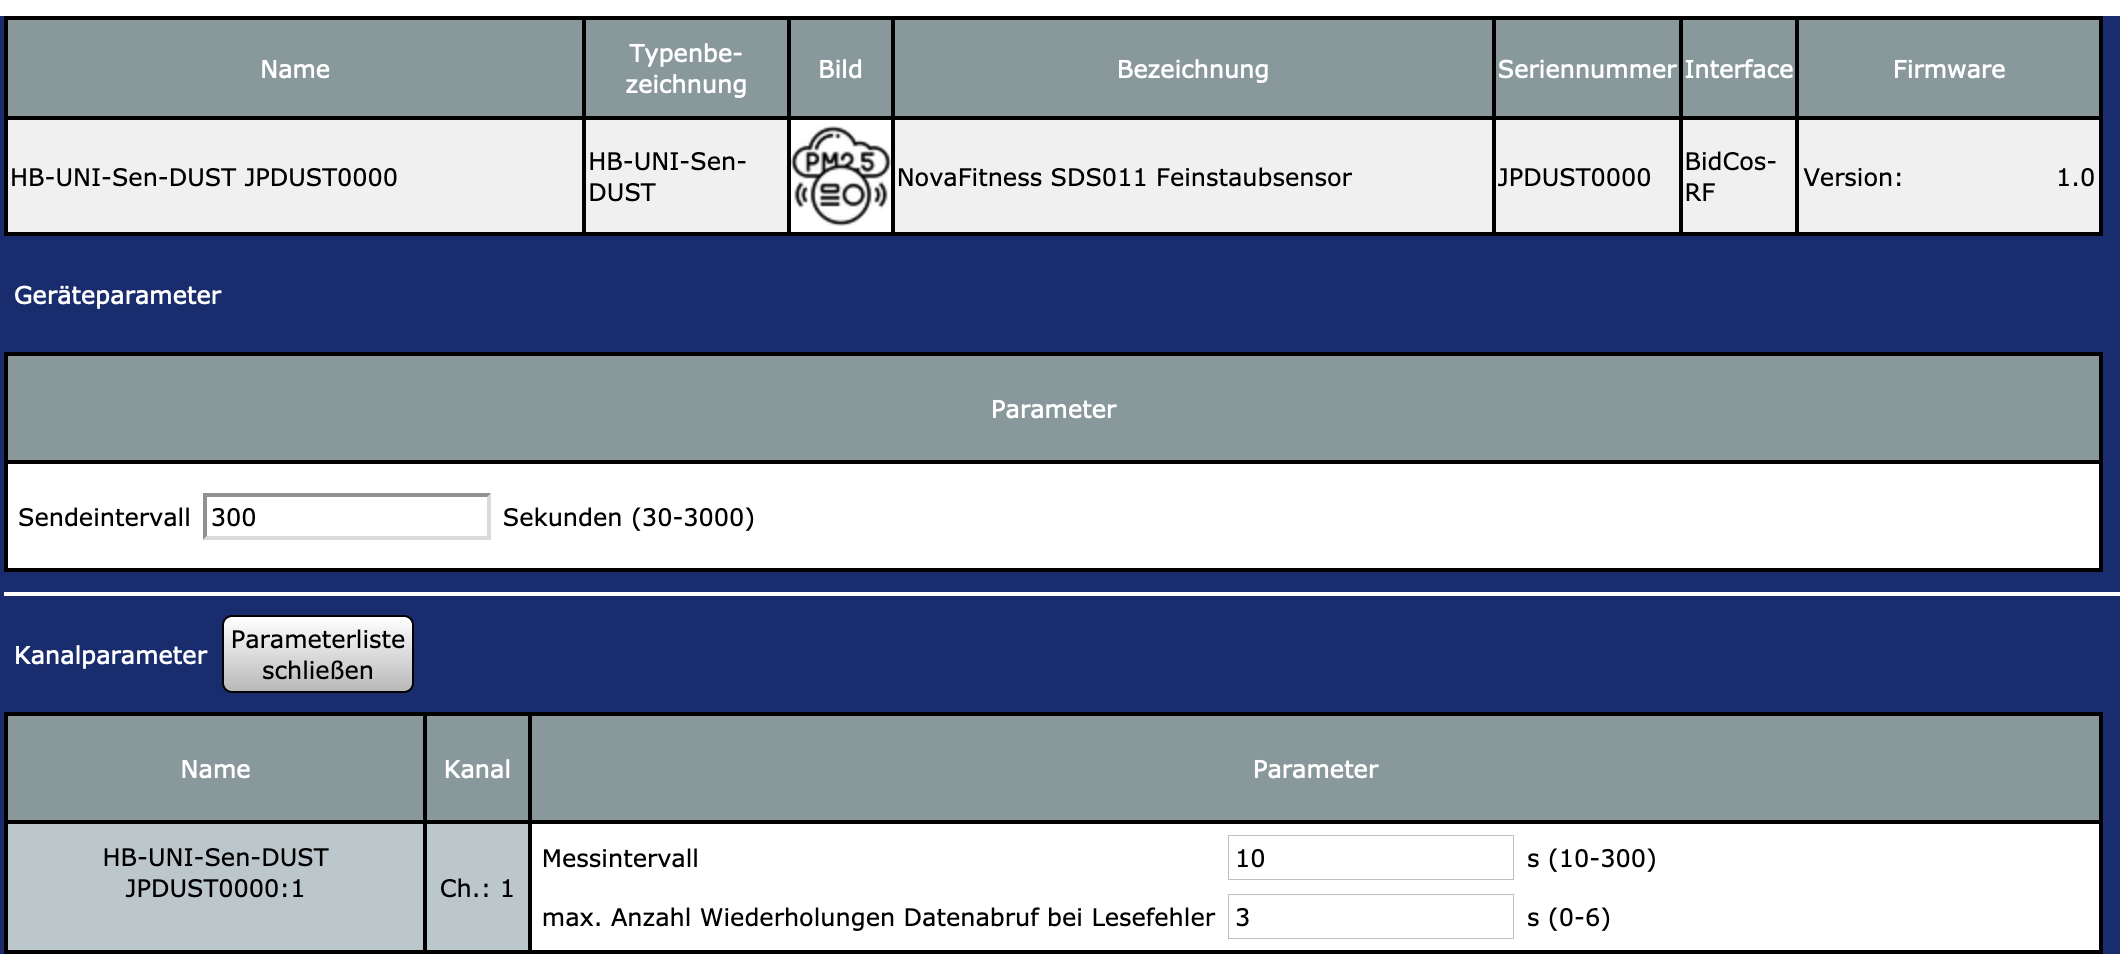 Name
Typenbe-
zeichnung
Bild
Bezeichnung
Seriennummer
Interface
Firmware
HB-UNI-Sen-DUST JPDUST0000
HB-UNI-Sen-
DUST
PM2.5
NovaFitness SDS011 Feinstaubsensor
JPDUST0000
BidCos-
RF
Version: 1.0
Geräteparameter
Parameter
Sendeintervall 300 Sekunden (30-3000)
Kanalparameter
Parameterliste
schließen
Name
Kanal
Parameter
HB-UNI-Sen-DUST
JPDUST0000:1
Ch.: 1
Messintervall 10 s (10-300)
max. Anzahl Wiederholungen Datenabruf bei Lesefehler 3 s (0-6)